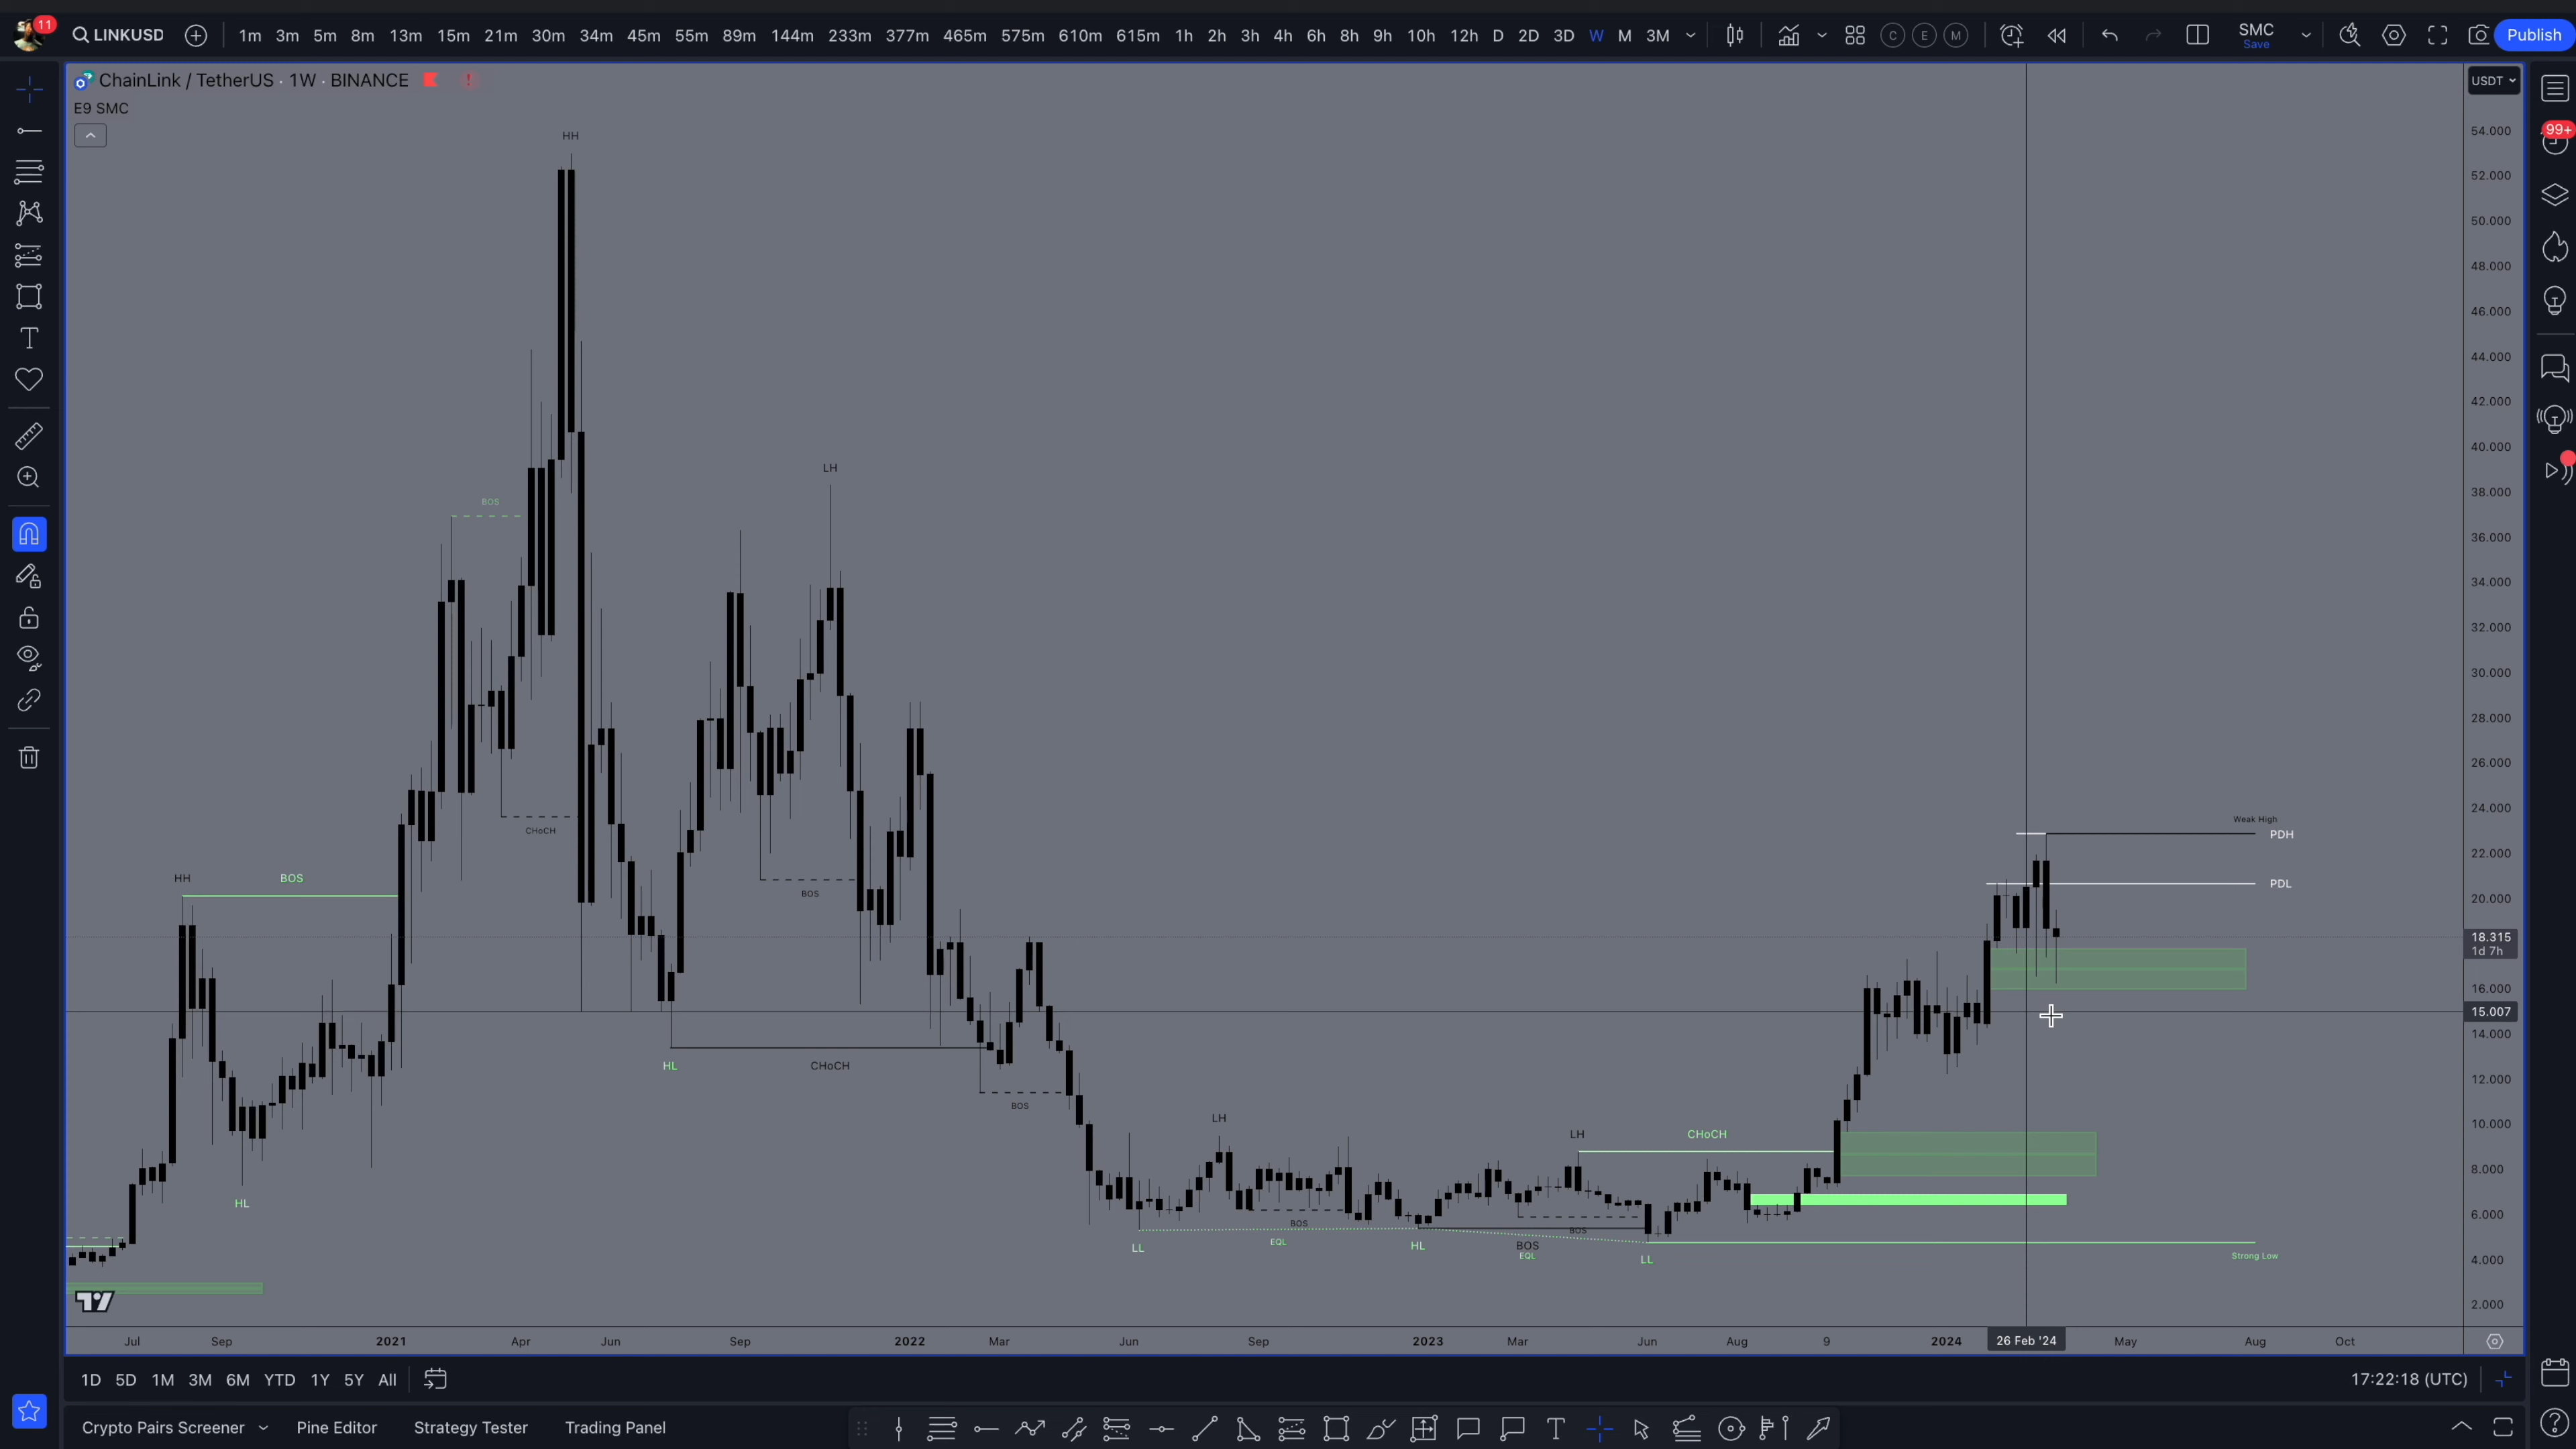 11
LINKUSD
1m 3m 5m 8m 13m 15m 21m 30m 34m 45m 55m 89m 144m 233m 377m 465m 575m 610m 615m 1h 2h 3h 4h 6h 8h 9h 10h 12h D 2D 3D W M 3M
C E M
SMC
Save
Publish
ChainLink / TetherUS · 1W · BINANCE
USDT
E9 SMC
99+
HH
54.000
52.000
50.000
48.000
46.000
44.000
42.000
40.000
LH
38.000
BOS
36.000
34.000
32.000
30.000
28.000
26.000
24.000
CHoCH
Weak High
PDH
22.000
HH
BOS
PDL
BOS
20.000
18.315
1d 7h
16.000
15.007
14.000
HL
CHoCH
12.000
BOS
LH
10.000
LH
CHoCH
8.000
HL
6.000
BOS
BOS
EQL
LL
HL
BOS
EQL
LL
Strong Low
4.000
2.000
Jul Sep 2021 Apr Jun Sep 2022 Mar Jun Sep 2023 Mar Jun Aug 9 2024 26 Feb '24 May Aug Oct
1D 5D 1M 3M 6M YTD 1Y 5Y All
17:22:18 (UTC)
Crypto Pairs Screener Pine Editor Strategy Tester Trading Panel